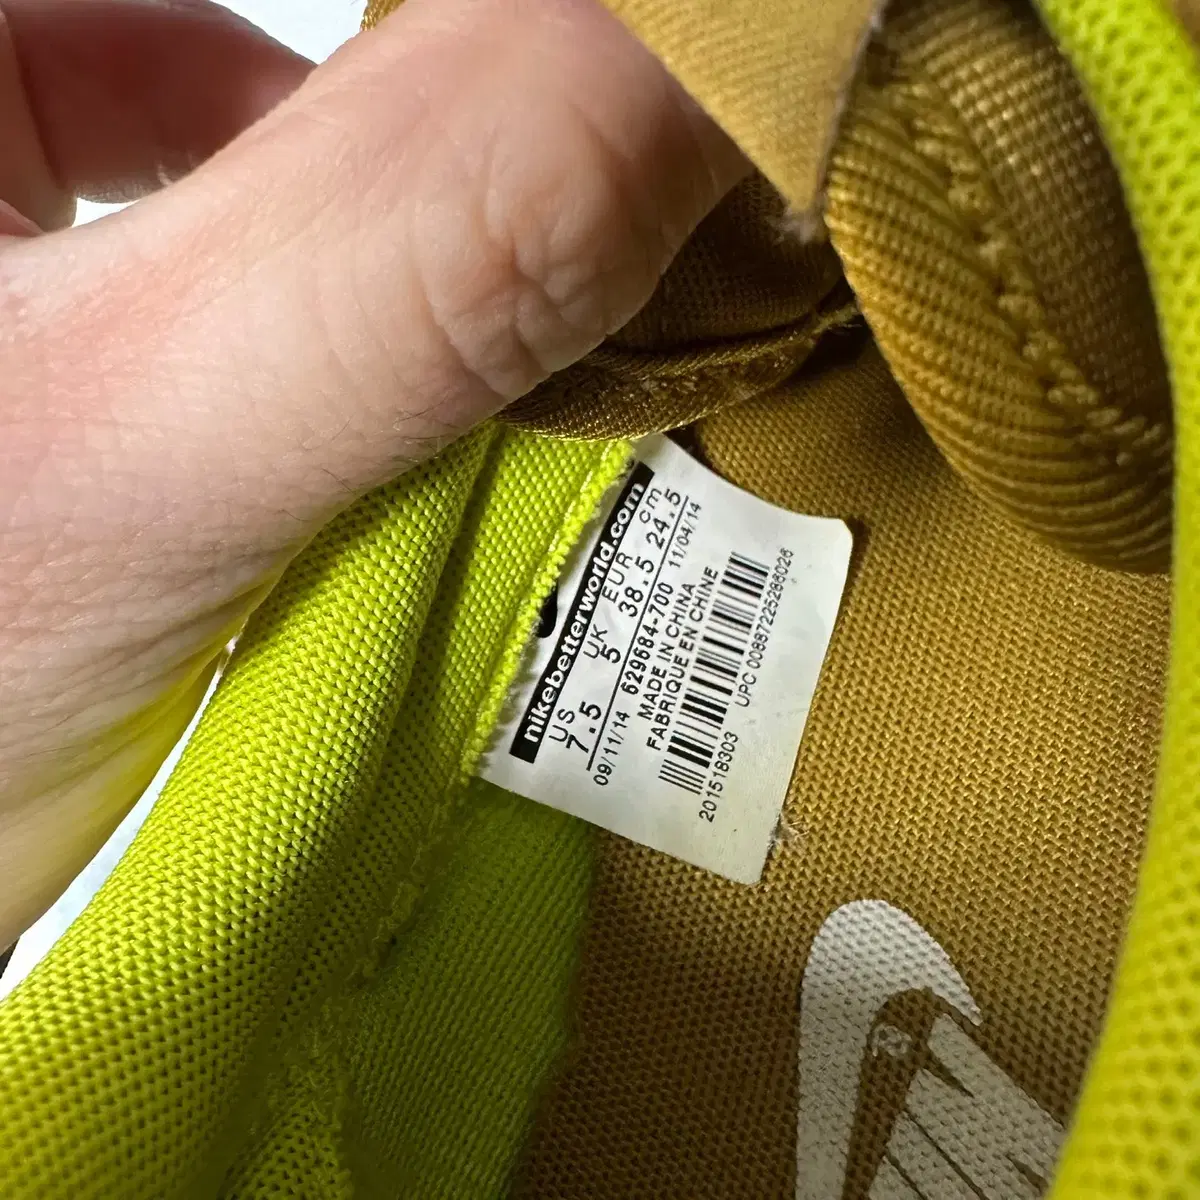 nikebetterworld.com
US UK EUR cm
7.5 5 38.5 24.5
09/11/14 629684-700 11/04/14
MADE IN CHINA
FABRIQUE EN CHINE
201518303 UPC 00887225286026